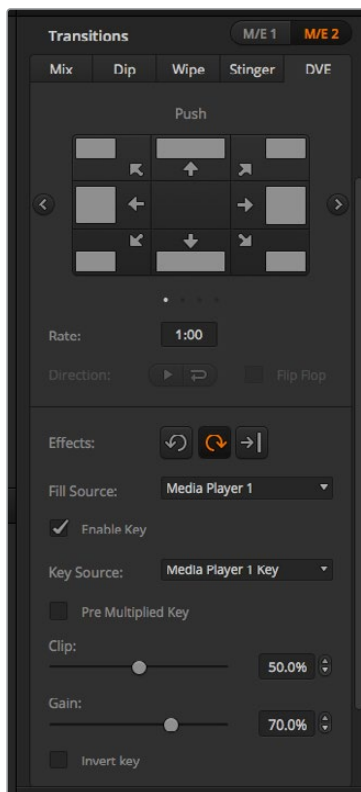 Transitions M/E 1 M/E 2
Mix Dip Wipe Stinger DVE
Push
Rate: 1:00
Direction: Flip Flop
Effects:
Fill Source: Media Player 1
Enable Key
Key Source: Media Player 1 Key
Pre Multiplied Key
Clip:
50.0%
Gain:
70.0%
Invert key